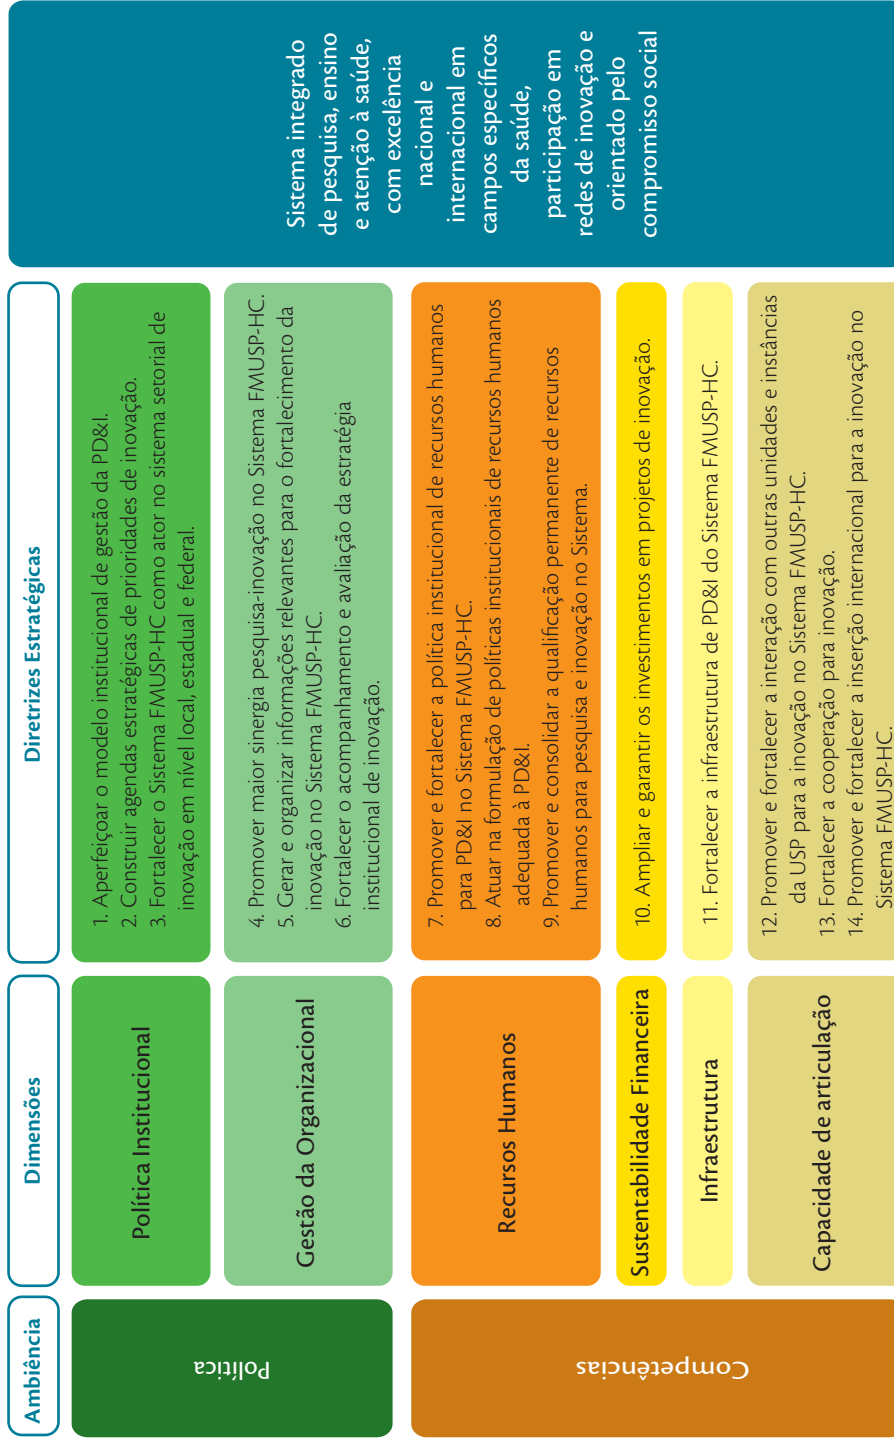 Ambiência
Dimensões
Diretrizes Estratégicas
Política
Política Institucional
1. Aperfeiçoar o modelo institucional de gestão da PD&I.
2. Construir agendas estratégicas de prioridades de inovação.
3. Fortalecer o Sistema FMUSP-HC como ator no sistema setorial de
inovação em nível local, estadual e federal.
Gestão da Organizacional
4. Promover maior sinergia pesquisa-inovação no Sistema FMUSP-HC.
5. Gerar e organizar informações relevantes para o fortalecimento da
inovação no Sistema FMUSP-HC.
6. Fortalecer o acompanhamento e avaliação da estratégia
institucional de inovação.
Competências
Recursos Humanos
7. Promover e fortalecer a política institucional de recursos humanos
para PD&I no Sistema FMUSP-HC.
8. Atuar na formulação de políticas institucionais de recursos humanos
adequada à PD&I.
9. Promover e consolidar a qualificação permanente de recursos
humanos para pesquisa e inovação no Sistema.
Sustentabilidade Financeira
10. Ampliar e garantir os investimentos em projetos de inovação.
Infraestrutura
11. Fortalecer a infraestrutura de PD&I do Sistema FMUSP-HC.
Capacidade de articulação
12. Promover e fortalecer a interação com outras unidades e instâncias
da USP para a inovação no Sistema FMUSP-HC.
13. Fortalecer a cooperação para inovação.
14. Promover e fortalecer a inserção internacional para a inovação no
Sistema FMUSP-HC.
Sistema integrado
de pesquisa, ensino
e atenção à saúde,
com excelência
nacional e
internacional em
campos específicos
da saúde,
participação em
redes de inovação e
orientado pelo
compromisso social